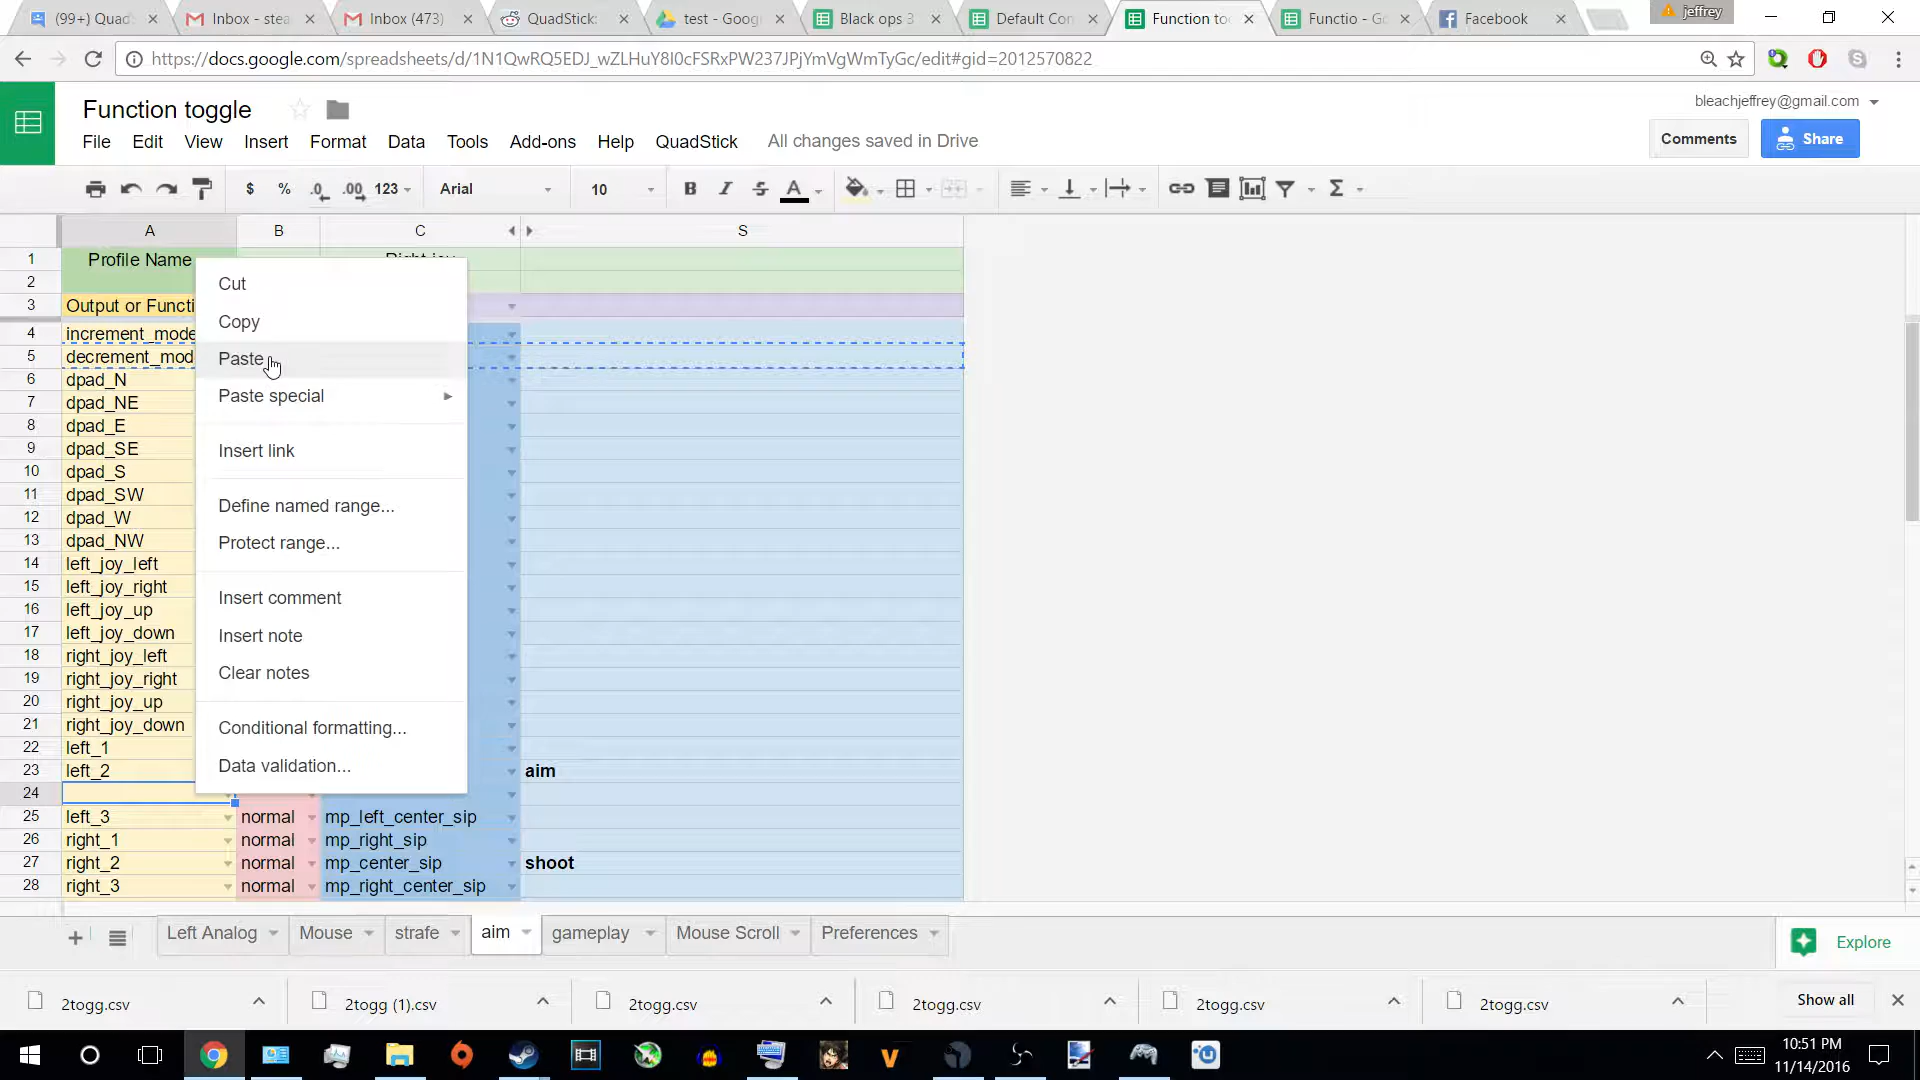 (99+) Quad
Inbox - stea
Inbox (473)
QuadStick:
test - Goog
Black ops 3
Default Con
Function to
Functio - G
Facebook
jeffrey
https://docs.google.com/spreadsheets/d/1N1QwRQ5EDJ_wZLHuY8I0cFSRxPW237JPjYmVgWmTyGc/edit#gid=2012570822
Function toggle
bleachjeffrey@gmail.com
File Edit View Insert Format Data Tools Add-ons Help QuadStick All changes saved in Drive
Comments
Share
$ % .0 .00 123 Arial 10 B I S A Σ
A B C S
1 Profile Name Right joy
2
3 Output or Functi
4 increment_mode
5 decrement_mod
6 dpad_N
7 dpad_NE
8 dpad_E
9 dpad_SE
10 dpad_S
11 dpad_SW
12 dpad_W
13 dpad_NW
14 left_joy_left
15 left_joy_right
16 left_joy_up
17 left_joy_down
18 right_joy_left
19 right_joy_right
20 right_joy_up
21 right_joy_down
22 left_1
23 left_2 aim
24
25 left_3 normal mp_left_center_sip
26 right_1 normal mp_right_sip
27 right_2 normal mp_center_sip shoot
28 right_3 normal mp_right_center_sip
Cut
Copy
Paste
Paste special
Insert link
Define named range...
Protect range...
Insert comment
Insert note
Clear notes
Conditional formatting...
Data validation...
Left Analog Mouse strafe aim gameplay Mouse Scroll Preferences
Explore
2togg.csv
2togg (1).csv
2togg.csv
2togg.csv
2togg.csv
2togg.csv
Show all
10:51 PM
11/14/2016